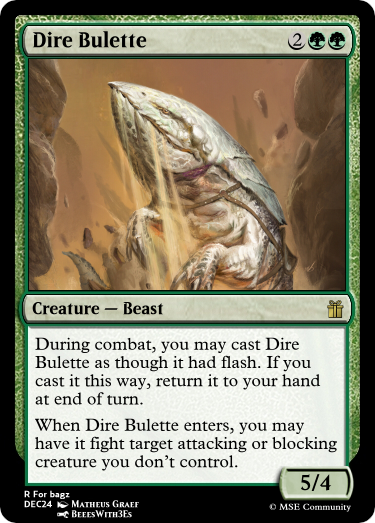 Dire Bulette 2
Creature — Beast
During combat, you may cast Dire
Bulette as though it had flash. If you
cast it this way, return it to your hand
at end of turn.
When Dire Bulette enters, you may
have it fight target attacking or blocking
creature you don't control.
5/4
R For bagz
DEC24 Matheus Graef
BeeesWith3Es
© MSE Community